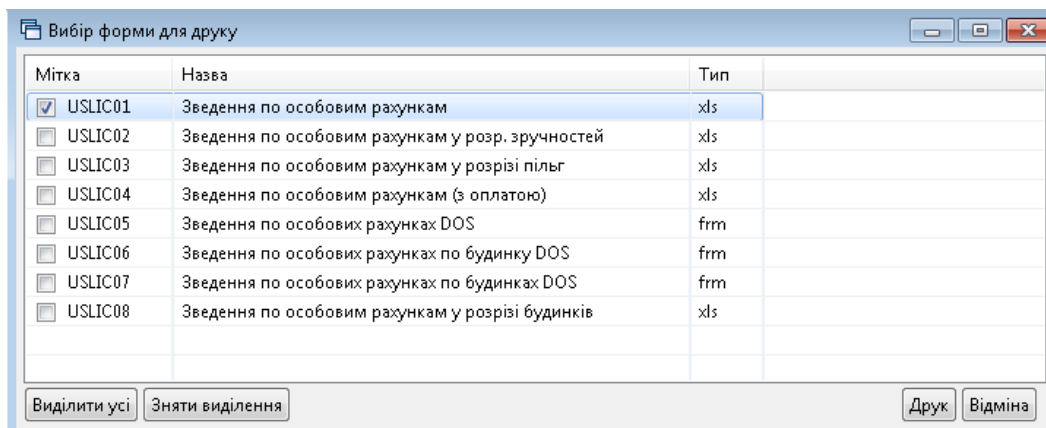 Вибір форми для друку
Мітка Назва Тип
USLIC01 Зведення по особовим рахункам xls
USLIC02 Зведення по особовим рахункам у розр. зручностей xls
USLIC03 Зведення по особовим рахункам у розрізі пільг xls
USLIC04 Зведення по особовим рахункам (з оплатою) xls
USLIC05 Зведення по особових рахунках DOS frm
USLIC06 Зведення по особових рахунках по будинку DOS frm
USLIC07 Зведення по особових рахунках по будинках DOS frm
USLIC08 Зведення по особовим рахункам у розрізі будинків xls
Виділити усі Зняти виділення Друк Відміна